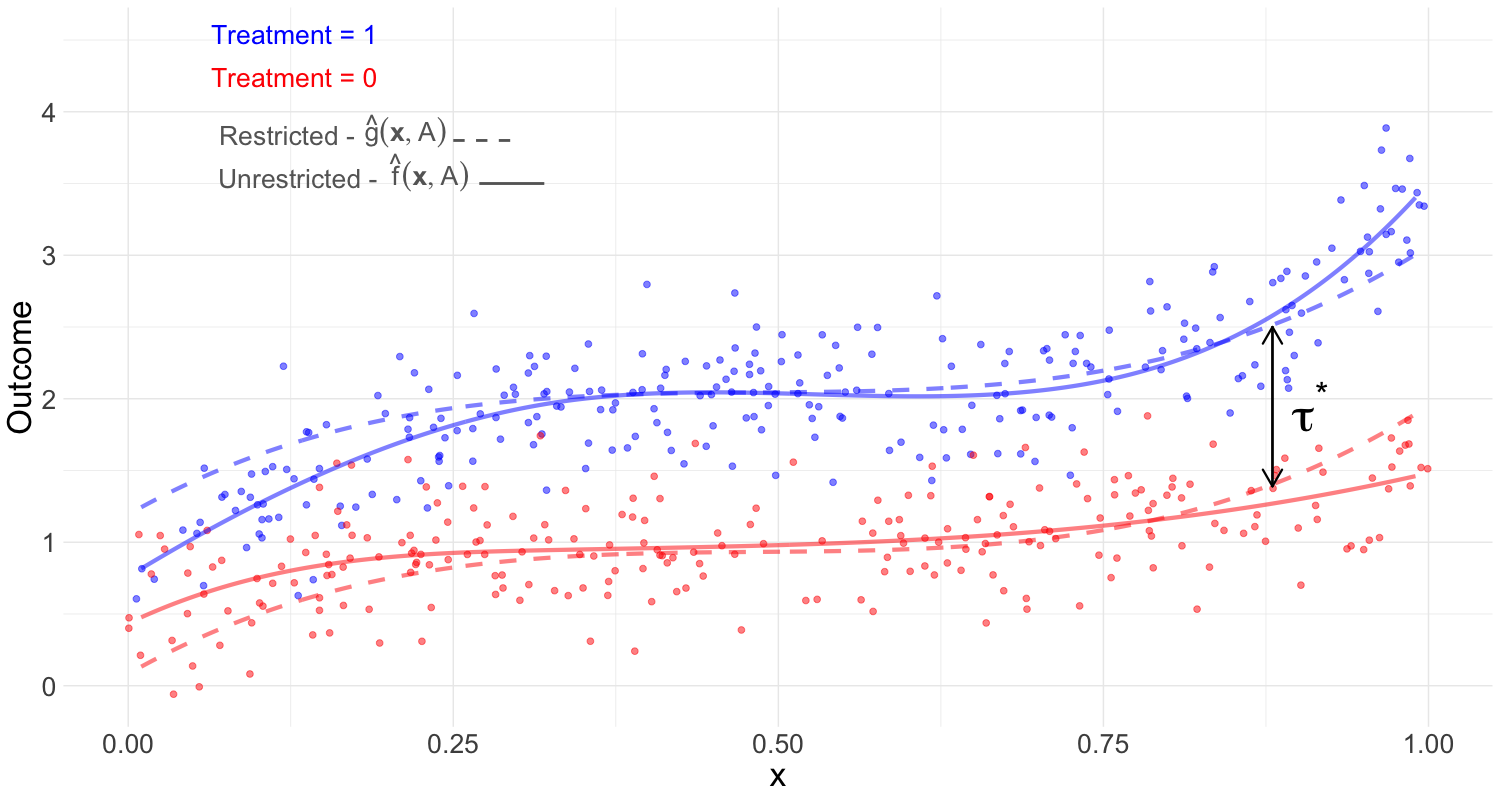 Treatment = 1
Treatment = 0
Restricted - ĝ(x, A)
Unrestricted - f̂(x, A)
4
3
2
1
0
Outcome
τ*
0.00 0.25 0.50 0.75 1.00
x